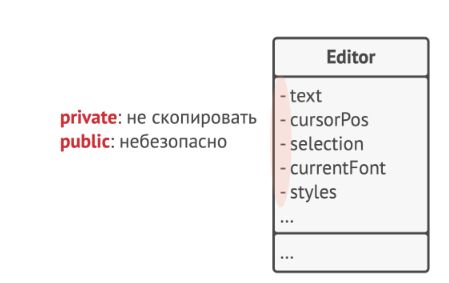 private: не скопировать
public: небезопасно
Editor
- text
- cursorPos
- selection
- currentFont
- styles
...
...